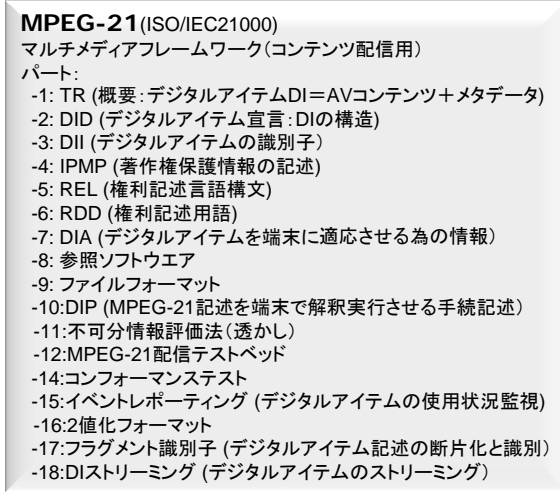 MPEG-21(ISO/IEC21000)
マルチメディアフレームワーク(コンテンツ配信用)
パート:
-1: TR (概要:デジタルアイテムDI=AVコンテンツ+メタデータ)
-2: DID (デジタルアイテム宣言:DIの構造)
-3: DII (デジタルアイテムの識別子)
-4: IPMP (著作権保護情報の記述)
-5: REL (権利記述言語構文)
-6: RDD (権利記述用語)
-7: DIA (デジタルアイテムを端末に適応させる為の情報)
-8: 参照ソフトウエア
-9: ファイルフォーマット
-10:DIP (MPEG-21記述を端末で解釈実行させる手続記述)
-11:不可分情報評価法(透かし)
-12:MPEG-21配信テストベッド
-14:コンフォーマンステスト
-15:イベントレポーティング (デジタルアイテムの使用状況監視)
-16:2値化フォーマット
-17:フラグメント識別子 (デジタルアイテム記述の断片化と識別)
-18:DIストリーミング (デジタルアイテムのストリーミング)